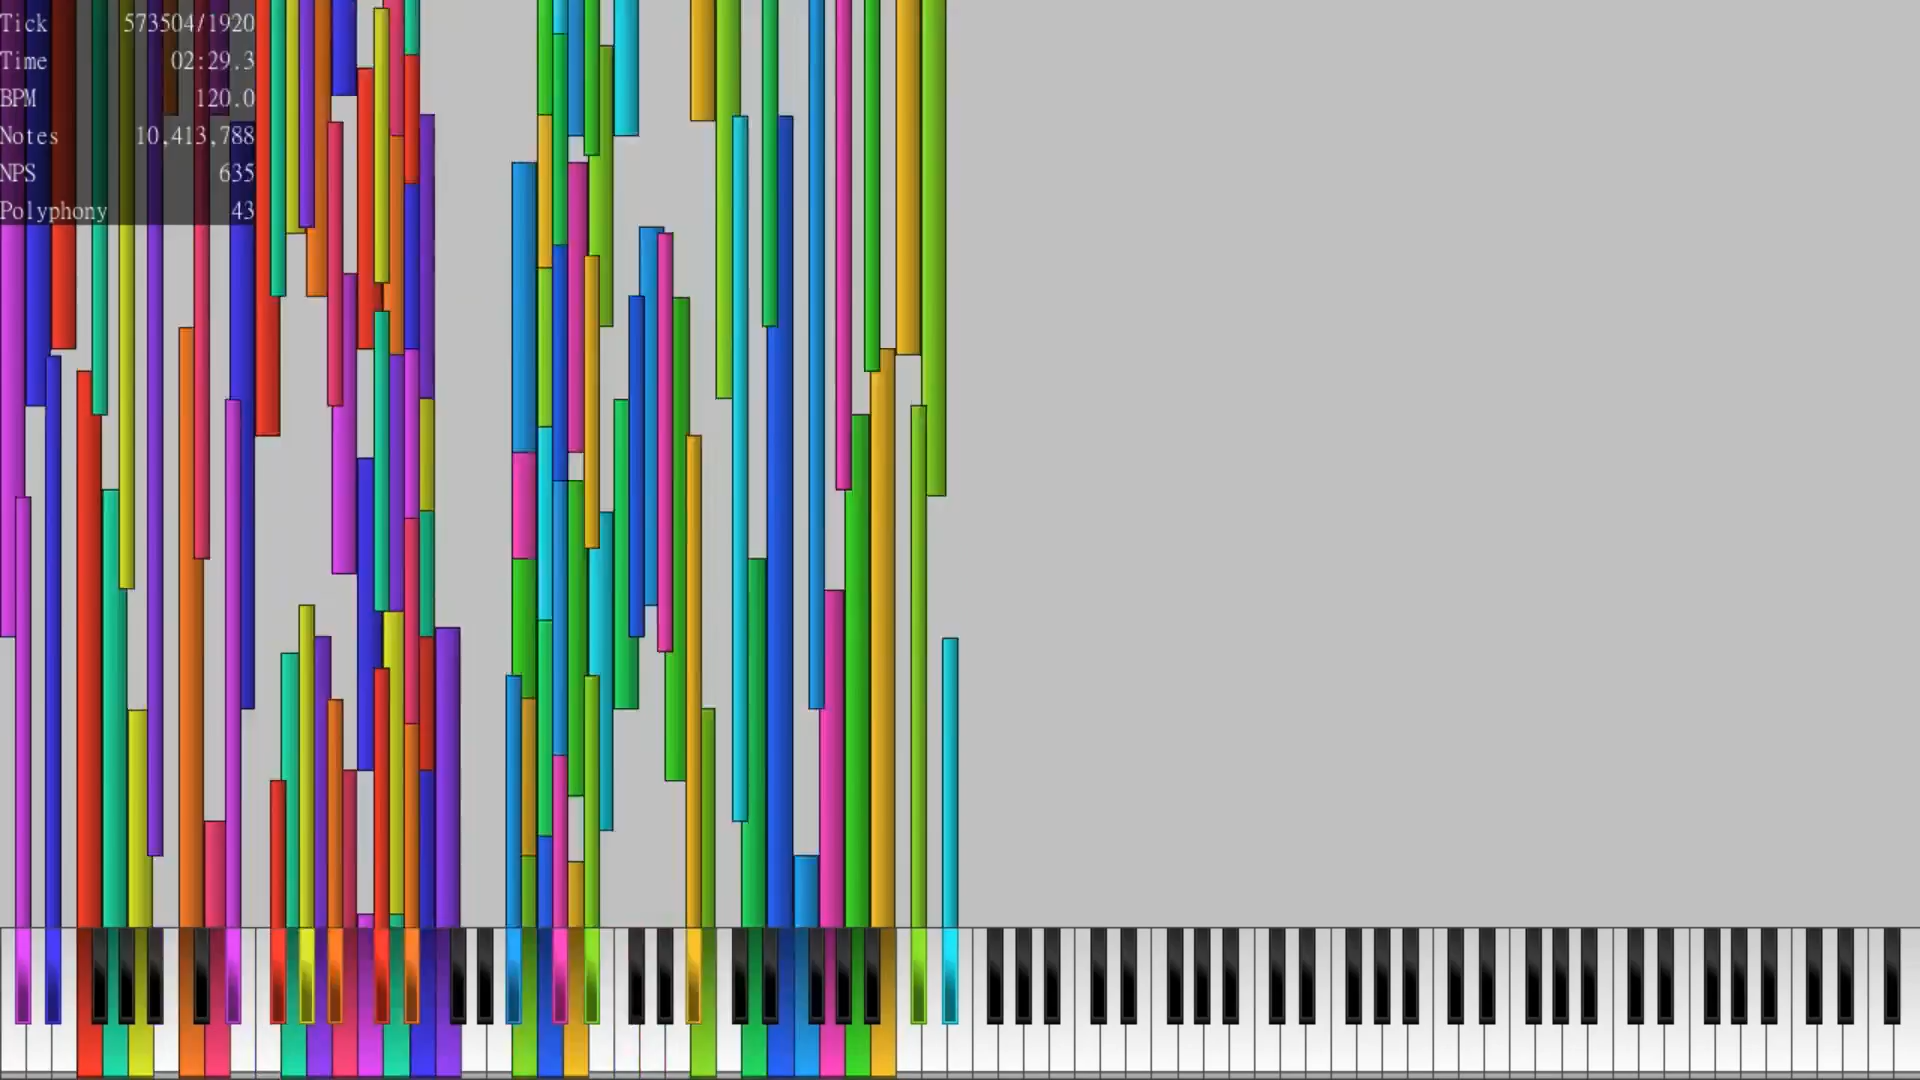 Tick 573504/1920
Time 02:29.3
BPM 120.0
Notes 10,413,788
NPS 635
Polyphony 43